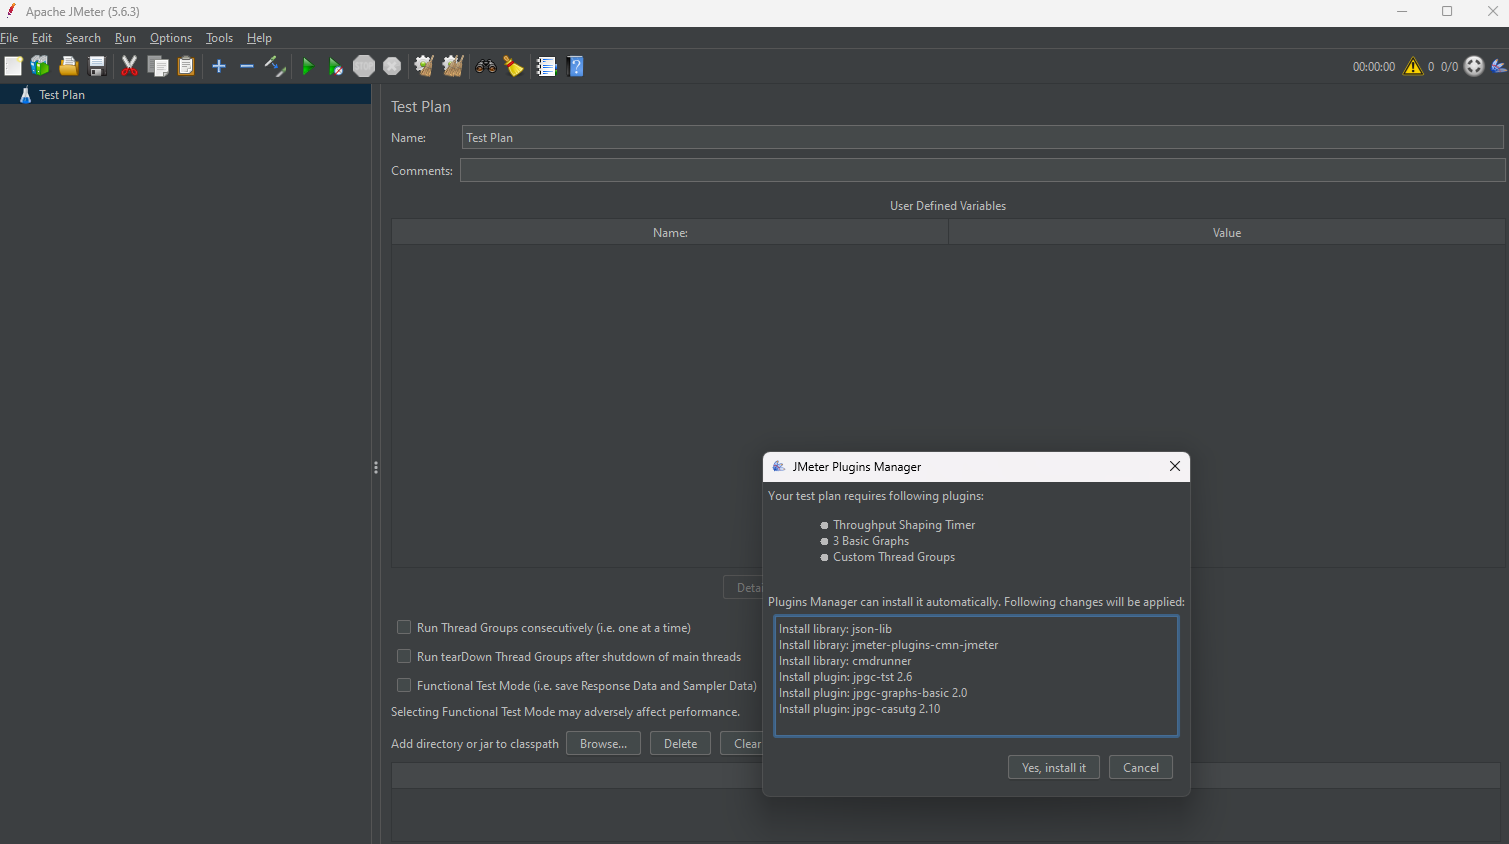 Apache JMeter (5.6.3)
File Edit Search Run Options Tools Help
00:00:00 0 0/0
Test Plan
Test Plan
Name: Test Plan
Comments:
User Defined Variables
Name: Value
JMeter Plugins Manager
Your test plan requires following plugins:
Throughput Shaping Timer
3 Basic Graphs
Custom Thread Groups
Plugins Manager can install it automatically. Following changes will be applied:
Install library: json-lib
Install library: jmeter-plugins-cmn-jmeter
Install library: cmdrunner
Install plugin: jpgc-tst 2.6
Install plugin: jpgc-graphs-basic 2.0
Install plugin: jpgc-casutg 2.10
Yes, install it Cancel
Detai
Run Thread Groups consecutively (i.e. one at a time)
Run tearDown Thread Groups after shutdown of main threads
Functional Test Mode (i.e. save Response Data and Sampler Data)
Selecting Functional Test Mode may adversely affect performance.
Add directory or jar to classpath Browse... Delete Clear